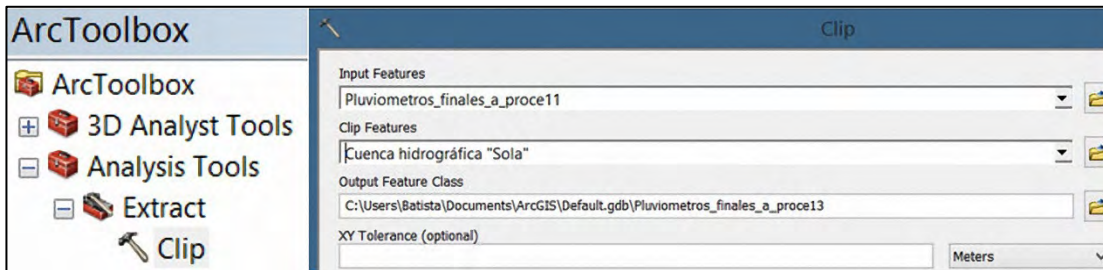 ArcToolbox
ArcToolbox
3D Analyst Tools
Analysis Tools
Extract
Clip
Clip
Input Features
Pluviometros_finales_a_proce11
Clip Features
Cuenca hidrográfica "Sola"
Output Feature Class
C:\Users\Batista\Documents\ArcGIS\Default.gdb\Pluviometros_finales_a_proce13
XY Tolerance (optional)
Meters